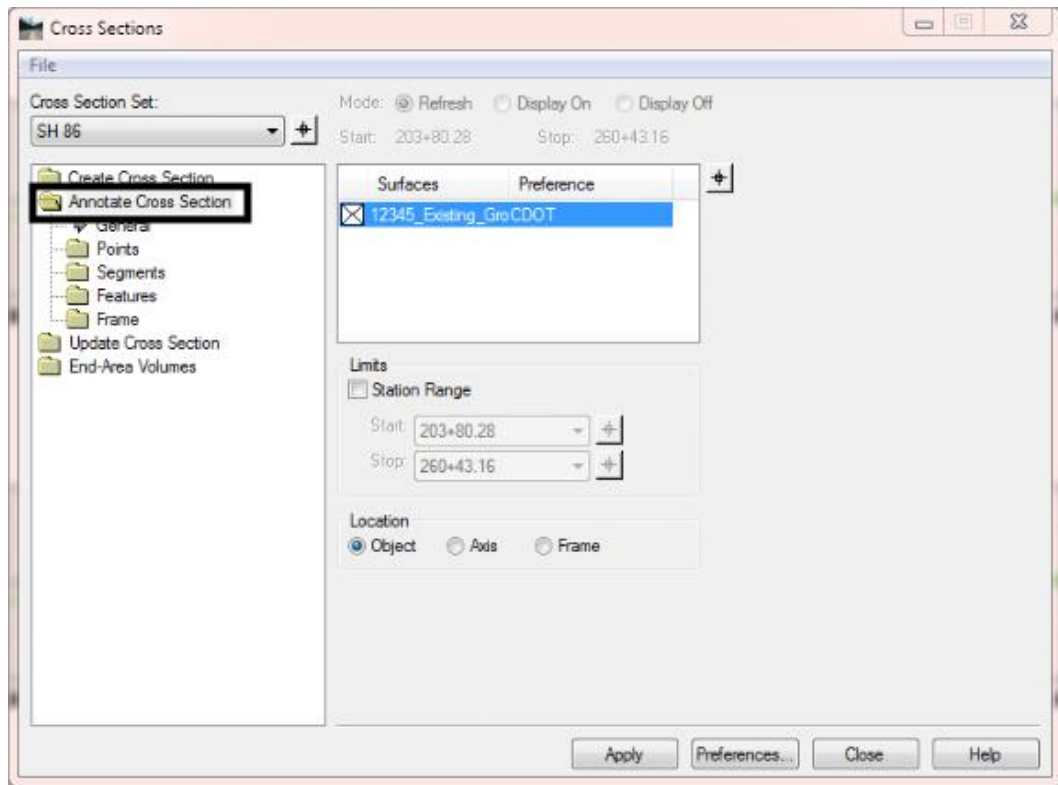 Cross Sections
File
Cross Section Set:
SH 86
Mode: Refresh Display On Display Off
Start: 203+80.28 Stop: 260+43.16
Create Cross Section
Annotate Cross Section
General
Points
Segments
Features
Frame
Update Cross Section
End-Area Volumes
Surfaces Preference
12345_Existing_Gro CDOT
Limits
Station Range
Start: 203+80.28
Stop: 260+43.16
Location
Object Axis Frame
Apply Preferences... Close Help